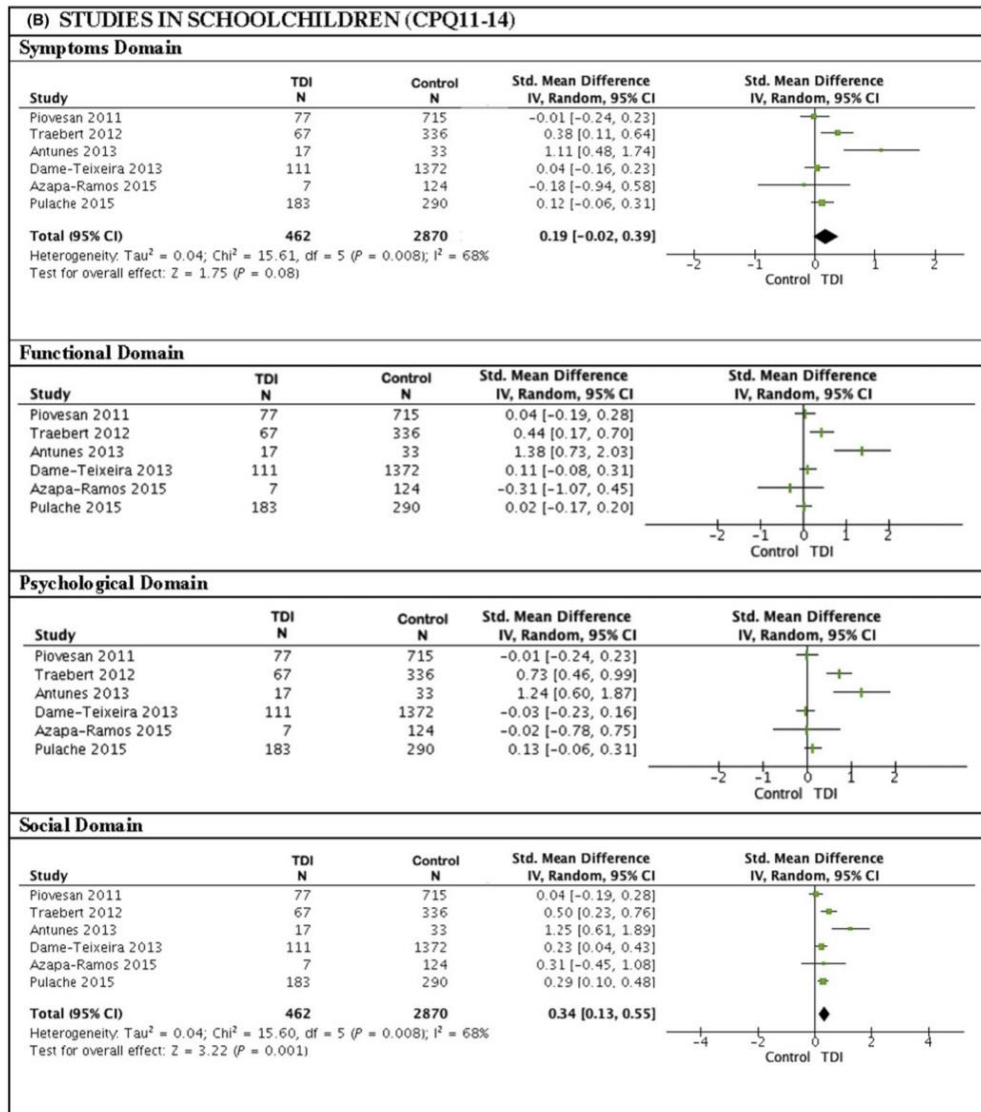 (B) STUDIES IN SCHOOLCHILDREN (CPQ11-14)
Symptoms Domain
TDI Control Std. Mean Difference Std. Mean Difference
Study N N IV, Random, 95% CI IV, Random, 95% CI
Piovesan 2011 77 715 -0.01 [-0.24, 0.23]
Traebert 2012 67 336 0.38 [0.11, 0.64]
Antunes 2013 17 33 1.11 [0.48, 1.74]
Dame-Teixeira 2013 111 1372 0.04 [-0.16, 0.23]
Azapa-Ramos 2015 7 124 -0.18 [-0.94, 0.58]
Pulache 2015 183 290 0.12 [-0.06, 0.31]
Total (95% CI) 462 2870 0.19 [-0.02, 0.39]
Heterogeneity: Tau² = 0.04; Chi² = 15.61, df = 5 (P = 0.008); I² = 68%
Test for overall effect: Z = 1.75 (P = 0.08)
-2 -1 0 1 2
Control TDI
Functional Domain
TDI Control Std. Mean Difference Std. Mean Difference
Study N N IV, Random, 95% CI IV, Random, 95% CI
Piovesan 2011 77 715 0.04 [-0.19, 0.28]
Traebert 2012 67 336 0.44 [0.17, 0.70]
Antunes 2013 17 33 1.38 [0.73, 2.03]
Dame-Teixeira 2013 111 1372 0.11 [-0.08, 0.31]
Azapa-Ramos 2015 7 124 -0.31 [-1.07, 0.45]
Pulache 2015 183 290 0.02 [-0.17, 0.20]
-2 -1 0 1 2
Control TDI
Psychological Domain
TDI Control Std. Mean Difference Std. Mean Difference
Study N N IV, Random, 95% CI IV, Random, 95% CI
Piovesan 2011 77 715 -0.01 [-0.24, 0.23]
Traebert 2012 67 336 0.73 [0.46, 0.99]
Antunes 2013 17 33 1.24 [0.60, 1.87]
Dame-Teixeira 2013 111 1372 -0.03 [-0.23, 0.16]
Azapa-Ramos 2015 7 124 -0.02 [-0.78, 0.75]
Pulache 2015 183 290 0.13 [-0.06, 0.31]
-2 -1 0 1 2
Control TDI
Social Domain
TDI Control Std. Mean Difference Std. Mean Difference
Study N N IV, Random, 95% CI IV, Random, 95% CI
Piovesan 2011 77 715 0.04 [-0.19, 0.28]
Traebert 2012 67 336 0.50 [0.23, 0.76]
Antunes 2013 17 33 1.25 [0.61, 1.89]
Dame-Teixeira 2013 111 1372 0.23 [0.04, 0.43]
Azapa-Ramos 2015 7 124 0.31 [-0.45, 1.08]
Pulache 2015 183 290 0.29 [0.10, 0.48]
Total (95% CI) 462 2870 0.34 [0.13, 0.55]
Heterogeneity: Tau² = 0.04; Chi² = 15.60, df = 5 (P = 0.008); I² = 68%
Test for overall effect: Z = 3.22 (P = 0.001)
-4 -2 0 2 4
Control TDI